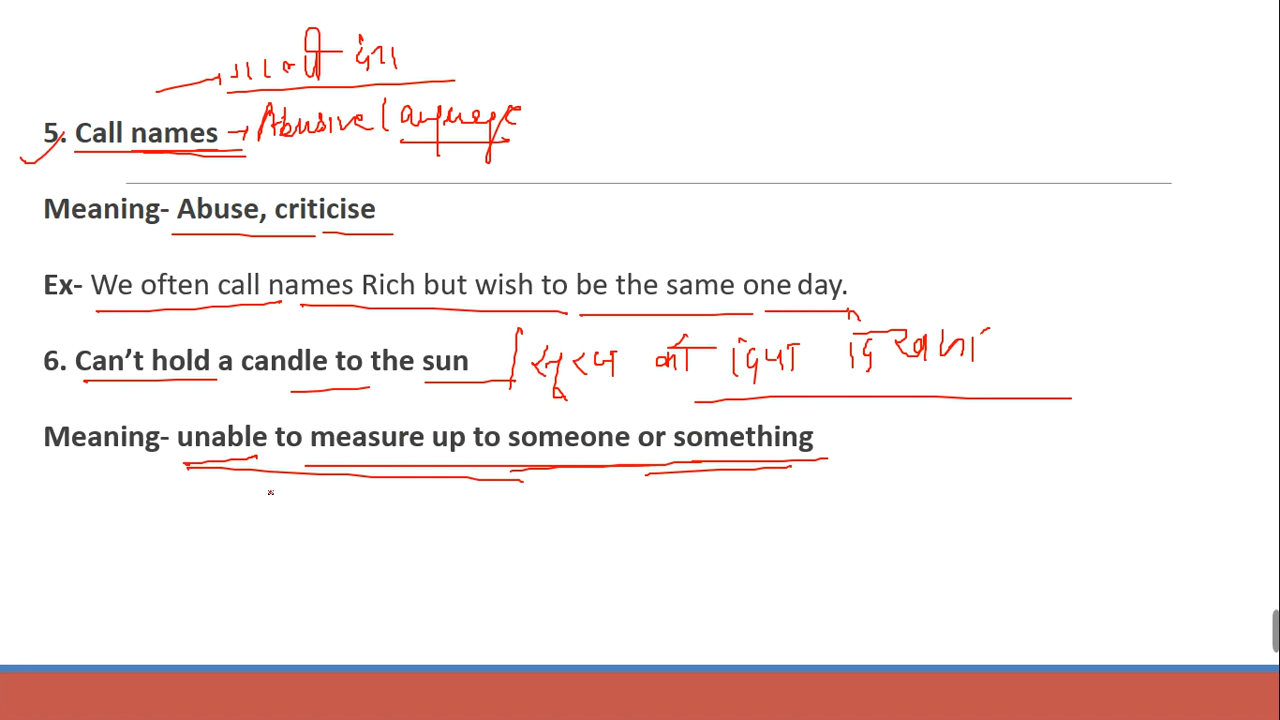 गाली देना
5. Call names → Abusive language
Meaning- Abuse, criticise
Ex- We often call names Rich but wish to be the same one day.
6. Can’t hold a candle to the sun सूरज को दिया दिखाना
Meaning- unable to measure up to someone or something